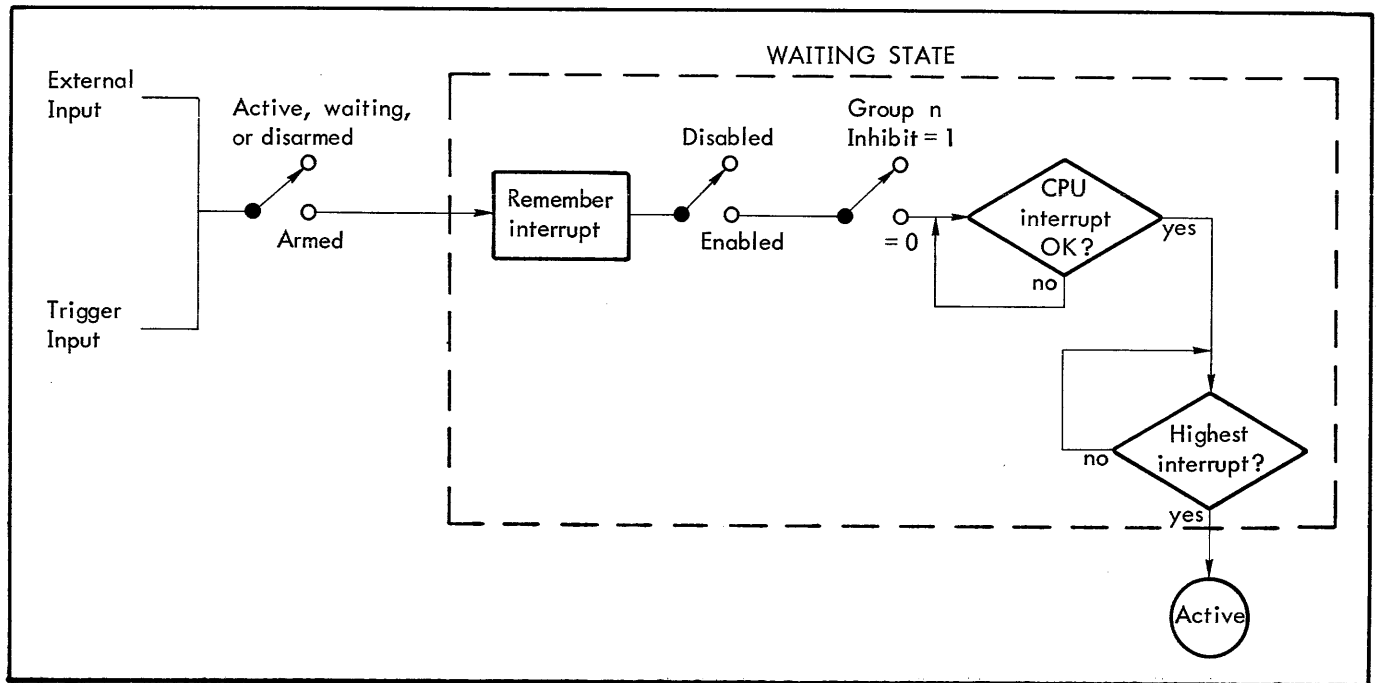 WAITING STATE
External
Input
Active, waiting,
or disarmed
Armed
Trigger
Input
Remember
interrupt
Disabled
Enabled
Group n
Inhibit = 1
= 0
CPU
interrupt
OK?
yes
no
Highest
interrupt?
no
yes
Active